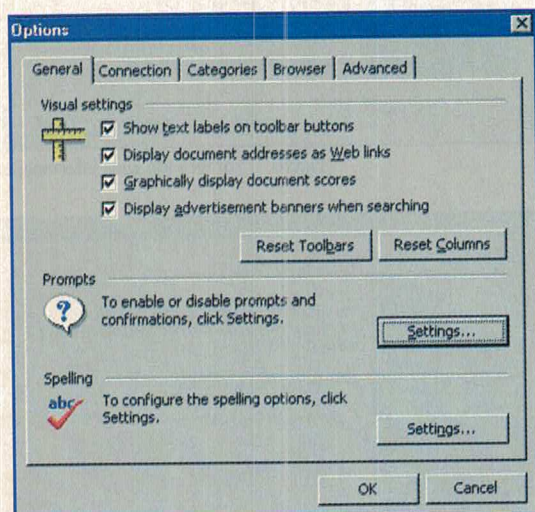 Options
General Connection Categories Browser Advanced
Visual settings
Show text labels on toolbar buttons
Display document addresses as Web links
Graphically display document scores
Display advertisement banners when searching
Reset Toolbars Reset Columns
Prompts
To enable or disable prompts and
confirmations, click Settings.
Settings...
Spelling
abc
To configure the spelling options, click
Settings.
Settings...
OK Cancel